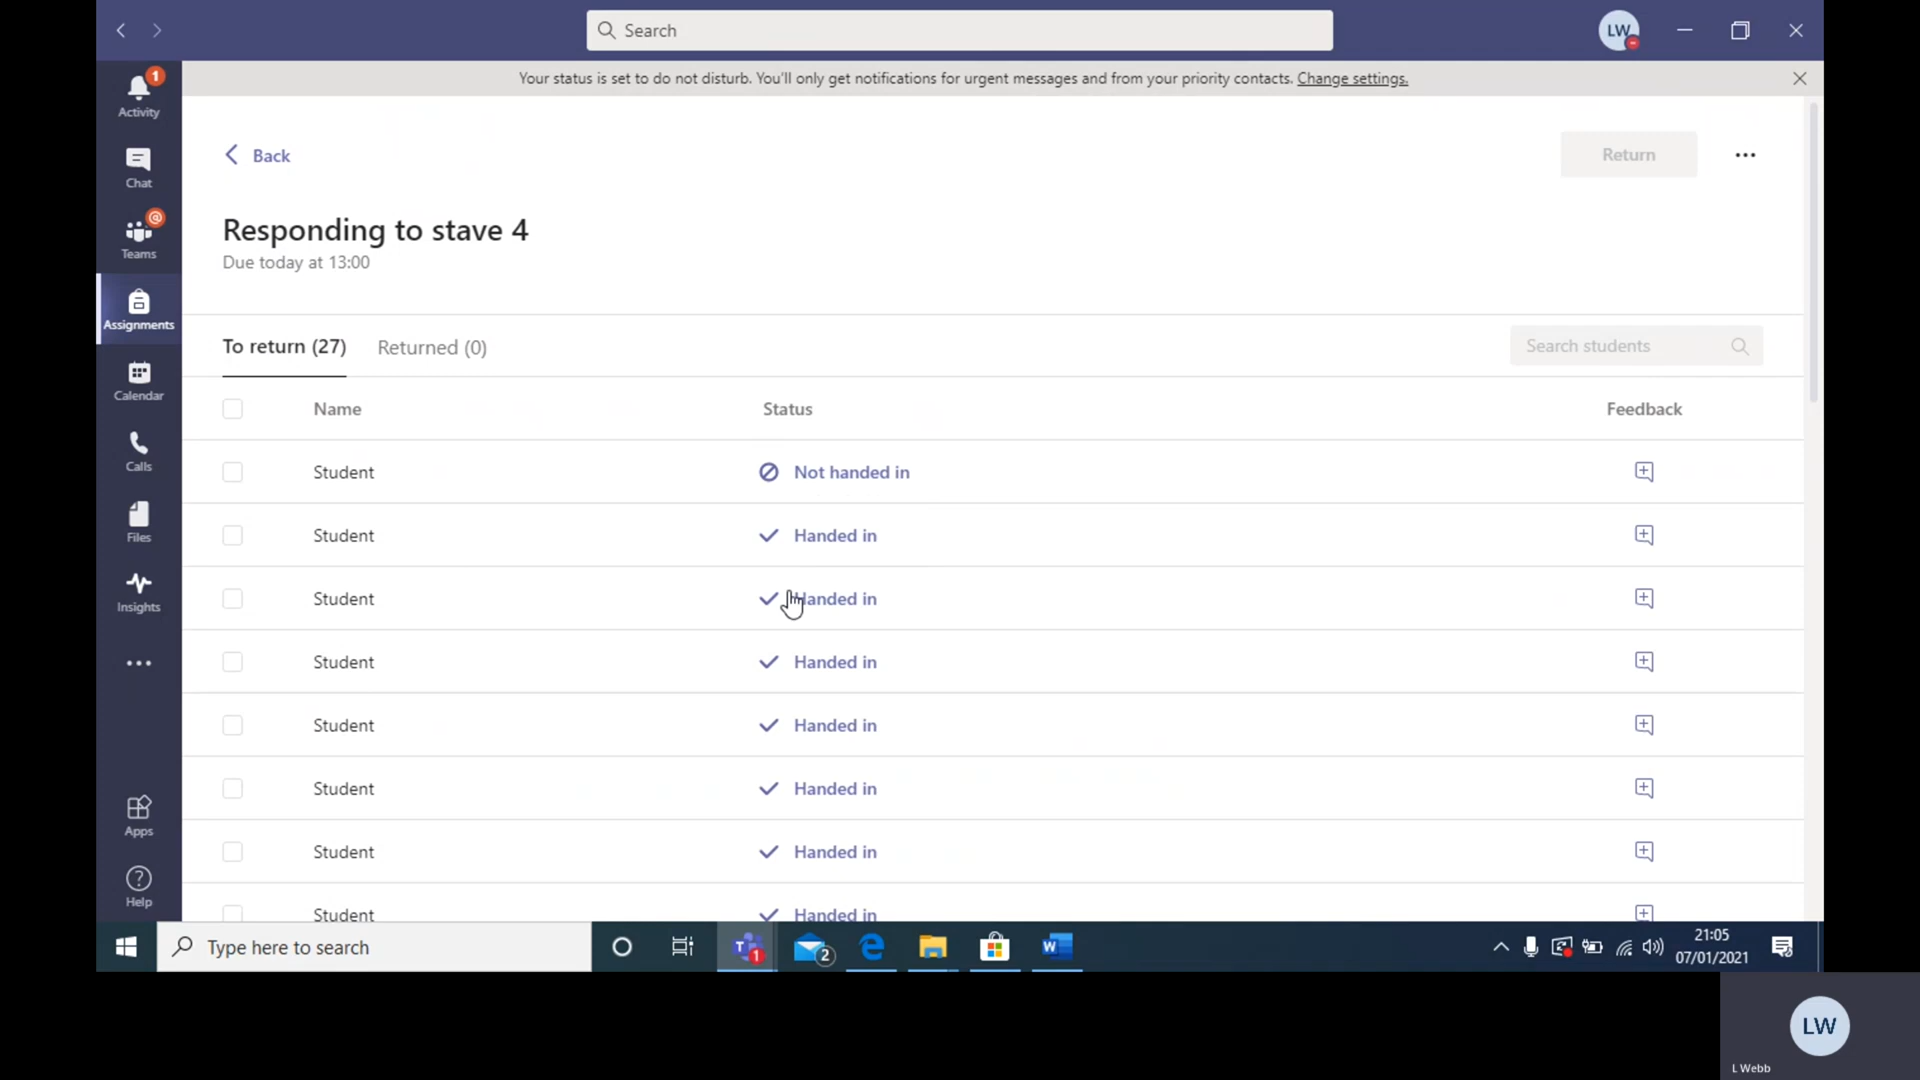 Search
LW
Your status is set to do not disturb. You'll only get notifications for urgent messages and from your priority contacts. Change settings.
1
Activity
Chat
@
Teams
Assignments
Calendar
Calls
Files
Insights
Apps
Help
Back
Return
Responding to stave 4
Due today at 13:00
To return (27)
Returned (0)
Search students
Name
Status
Feedback
Student
Not handed in
Student
Handed in
Student
Handed in
Student
Handed in
Student
Handed in
Student
Handed in
Student
Handed in
Student
Handed in
Type here to search
1
2
21:05
07/01/2021
LW
L Webb